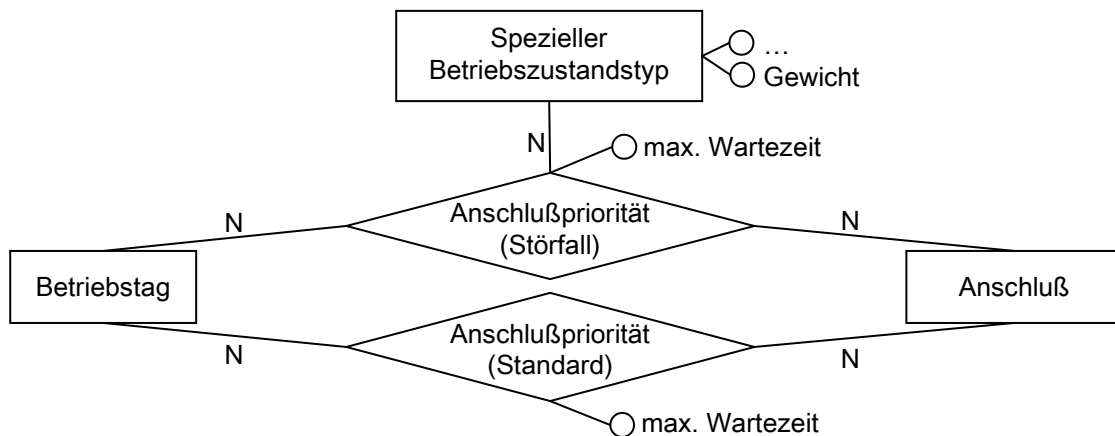 Spezieller
Betriebszustandstyp
…
Gewicht
N
max. Wartezeit
N
Anschlußpriorität
(Störfall)
N
Betriebstag
Anschluß
N
Anschlußpriorität
(Standard)
N
max. Wartezeit